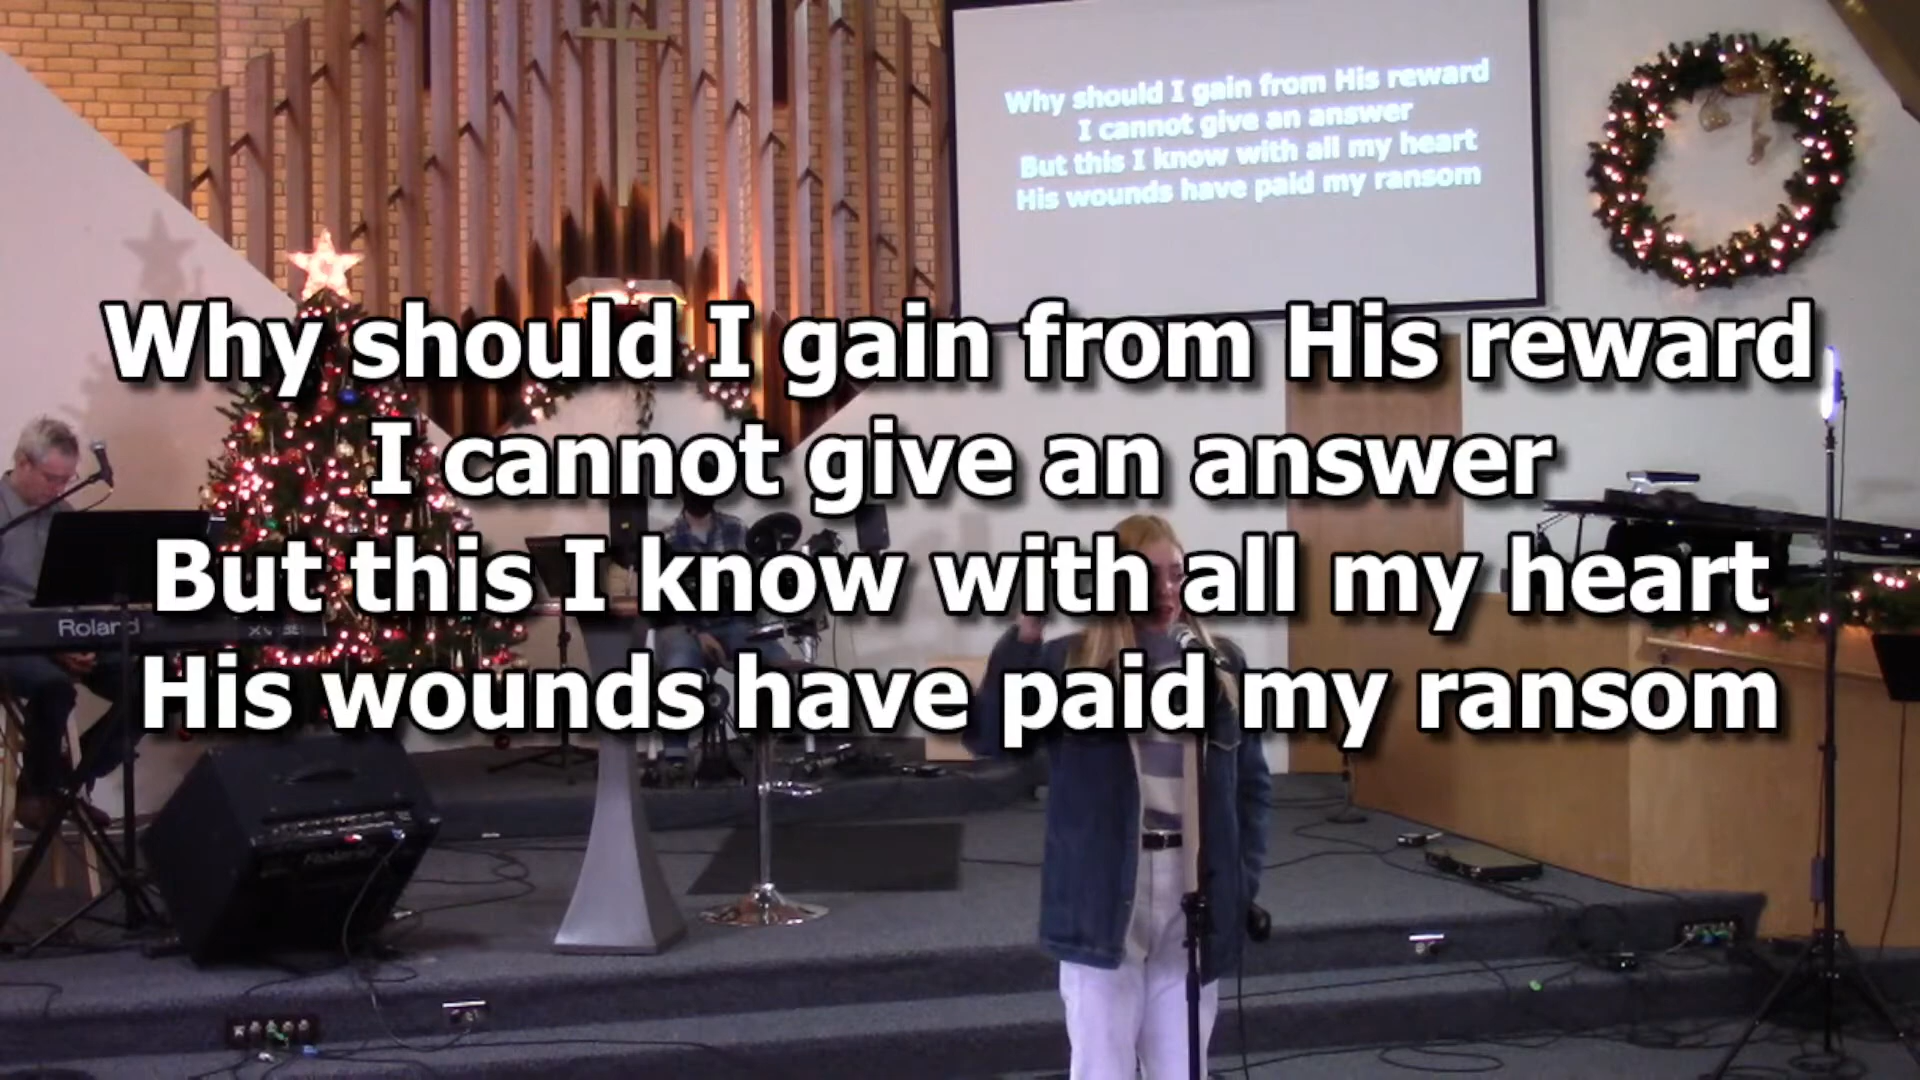 Why should I gain from His reward
I cannot give an answer
But this I know with all my heart
His wounds have paid my ransom
Why should I gain from His reward
I cannot give an answer
But this I know with all my heart
His wounds have paid my ransom
Roland
Roland